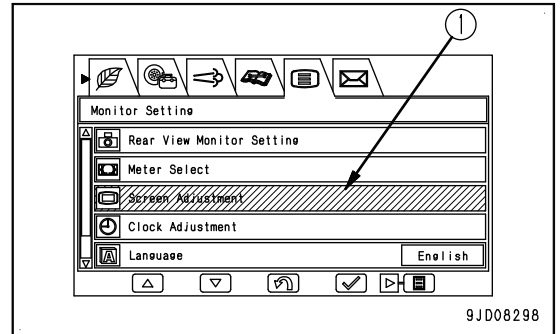 1
Monitor Setting
Rear View Monitor Setting
Meter Select
Screen Adjustment
Clock Adjustment
A Language English
9JD08298